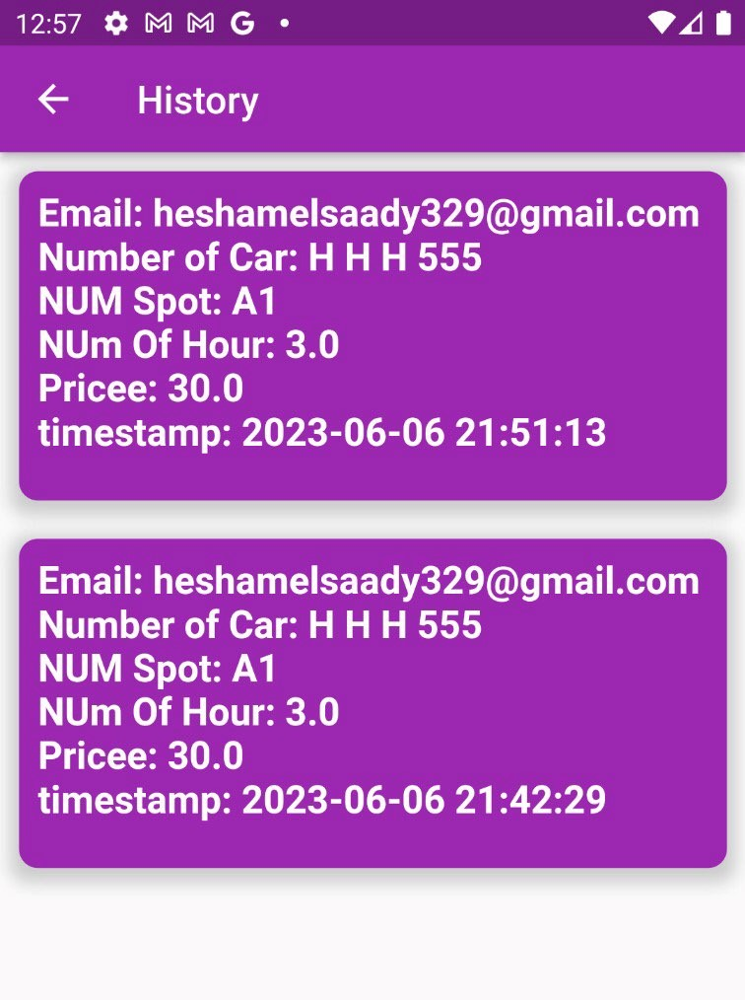 12:57
History
Email: heshamelsaady329@gmail.com
Number of Car: H H H 555
NUM Spot: A1
NUm Of Hour: 3.0
Pricee: 30.0
timestamp: 2023-06-06 21:51:13
Email: heshamelsaady329@gmail.com
Number of Car: H H H 555
NUM Spot: A1
NUm Of Hour: 3.0
Pricee: 30.0
timestamp: 2023-06-06 21:42:29